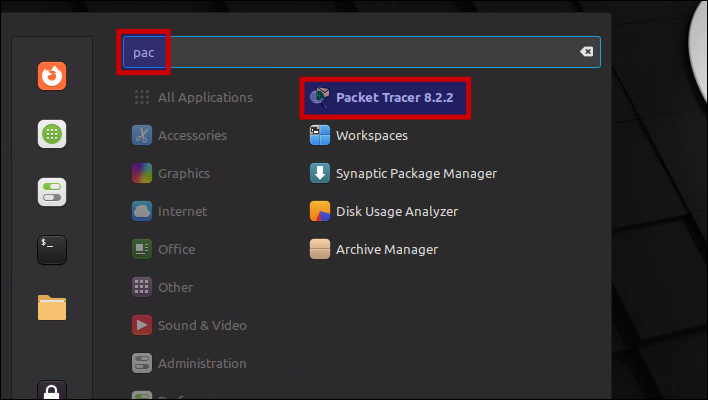 pac
All Applications
Accessories
Graphics
Internet
Office
Other
Sound & Video
Administration
Packet Tracer 8.2.2
Workspaces
Synaptic Package Manager
Disk Usage Analyzer
Archive Manager
$_